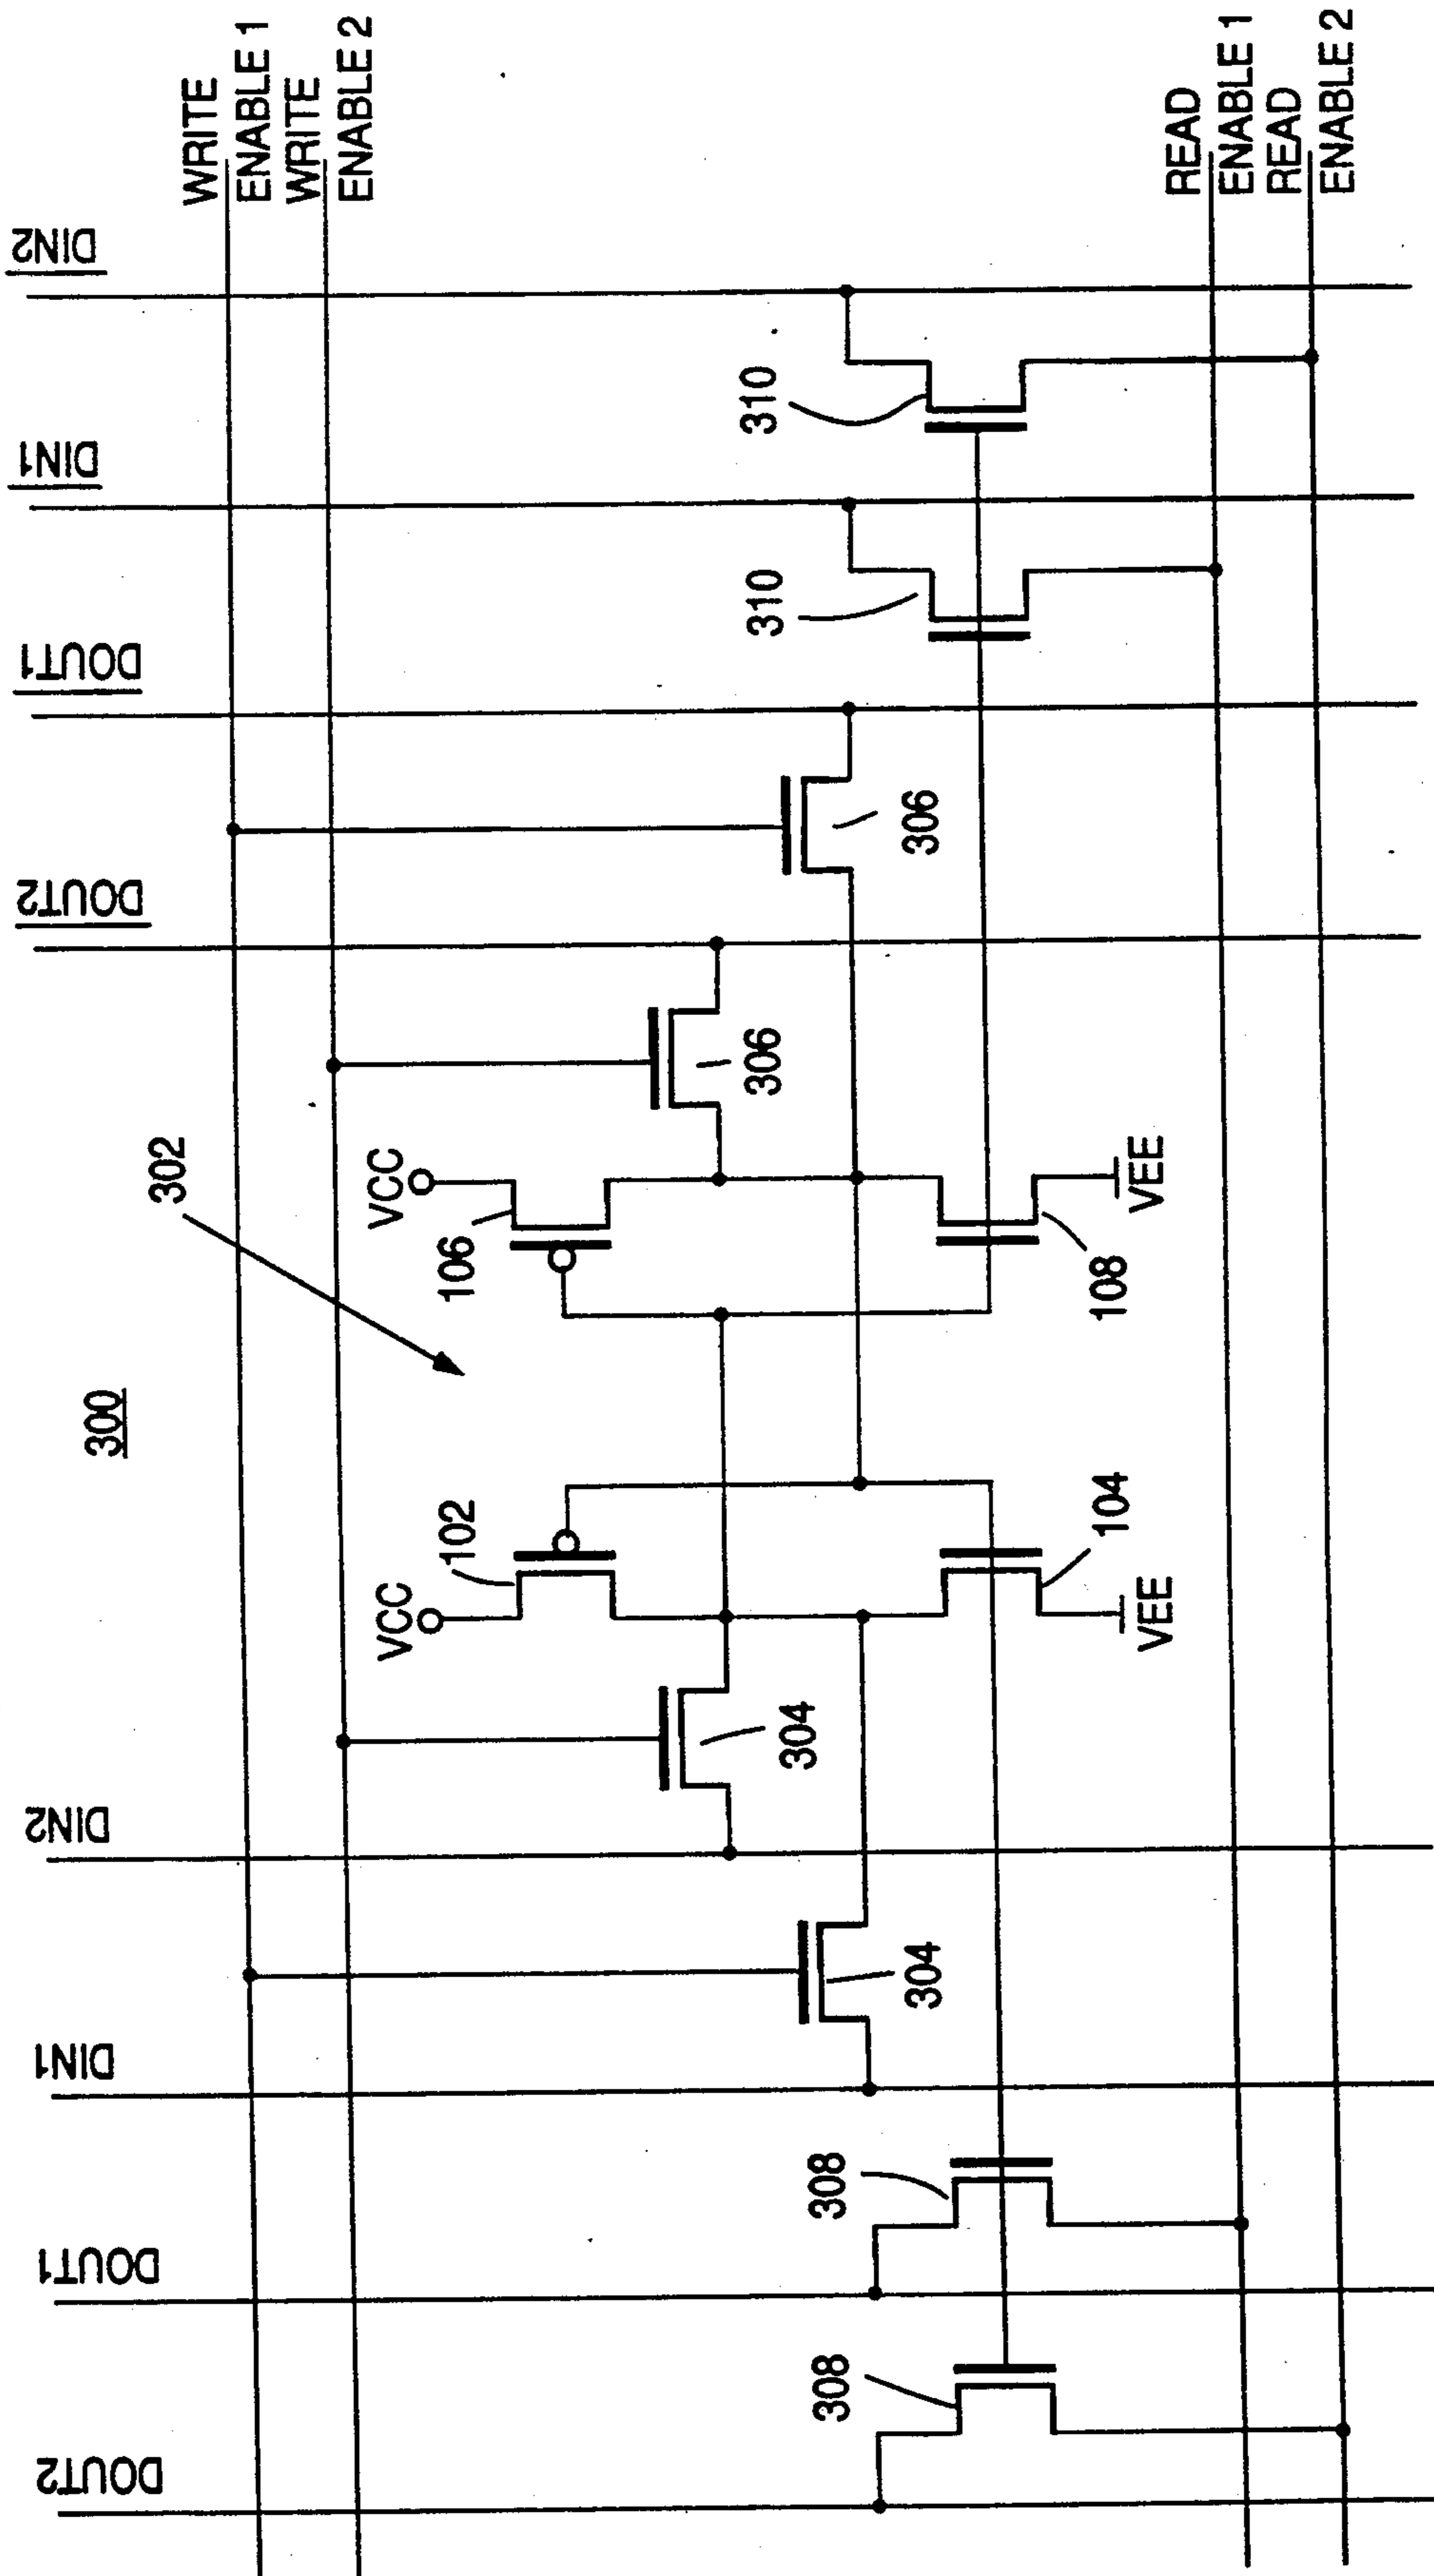 WRITE
ENABLE 1
WRITE
ENABLE 2
READ
ENABLE 1
READ
ENABLE 2
DIN2
DIN1
DOUT1
DOUT2
310
310
306
306
302
VCC
106
108
VEE
300
102
VCC
104
VEE
304
304
DIN2
DIN1
308
308
DOUT1
DOUT2